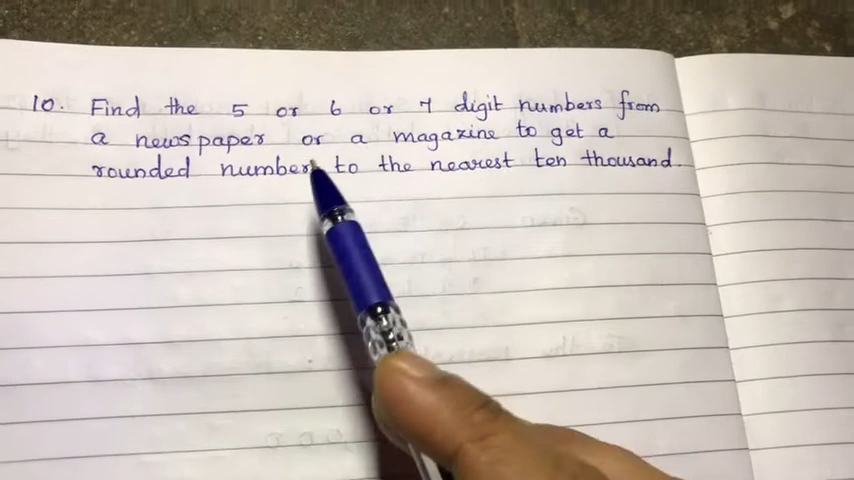 10. Find the 5 or 6 or 7 digit numbers from
a newspaper or a magazine to get a
rounded number to the nearest ten thousand.